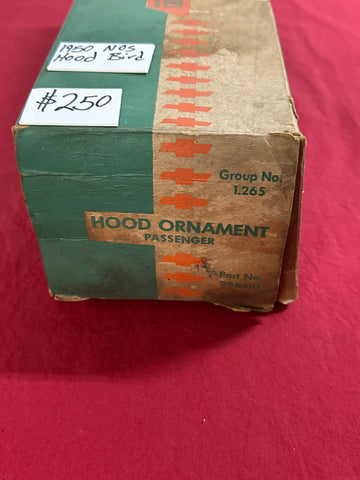 1950 NOS
Hood Bird
$250
Group No.
1.265
HOOD ORNAMENT
PASSENGER
Part No.